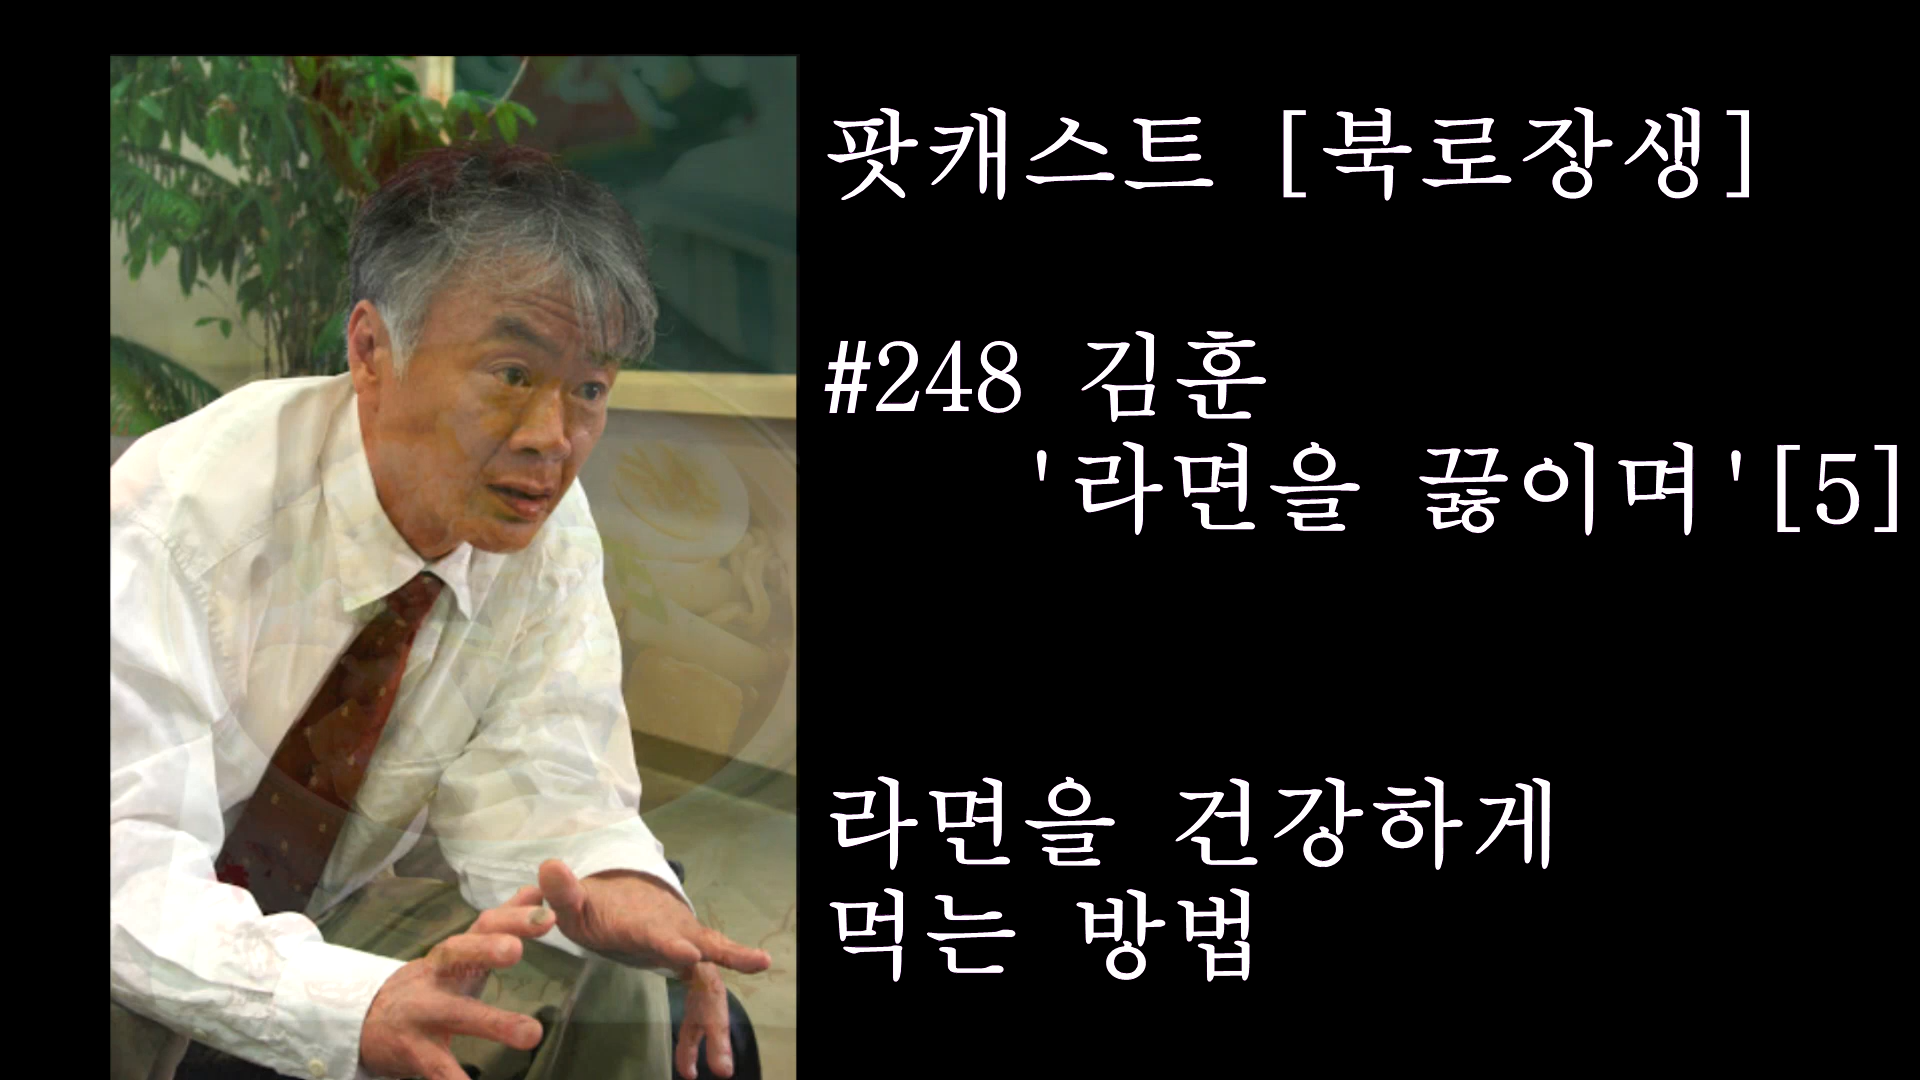 팟캐스트 [북로장생]
#248 김훈
'라면을 끓이며'[5]
라면을 건강하게
먹는 방법